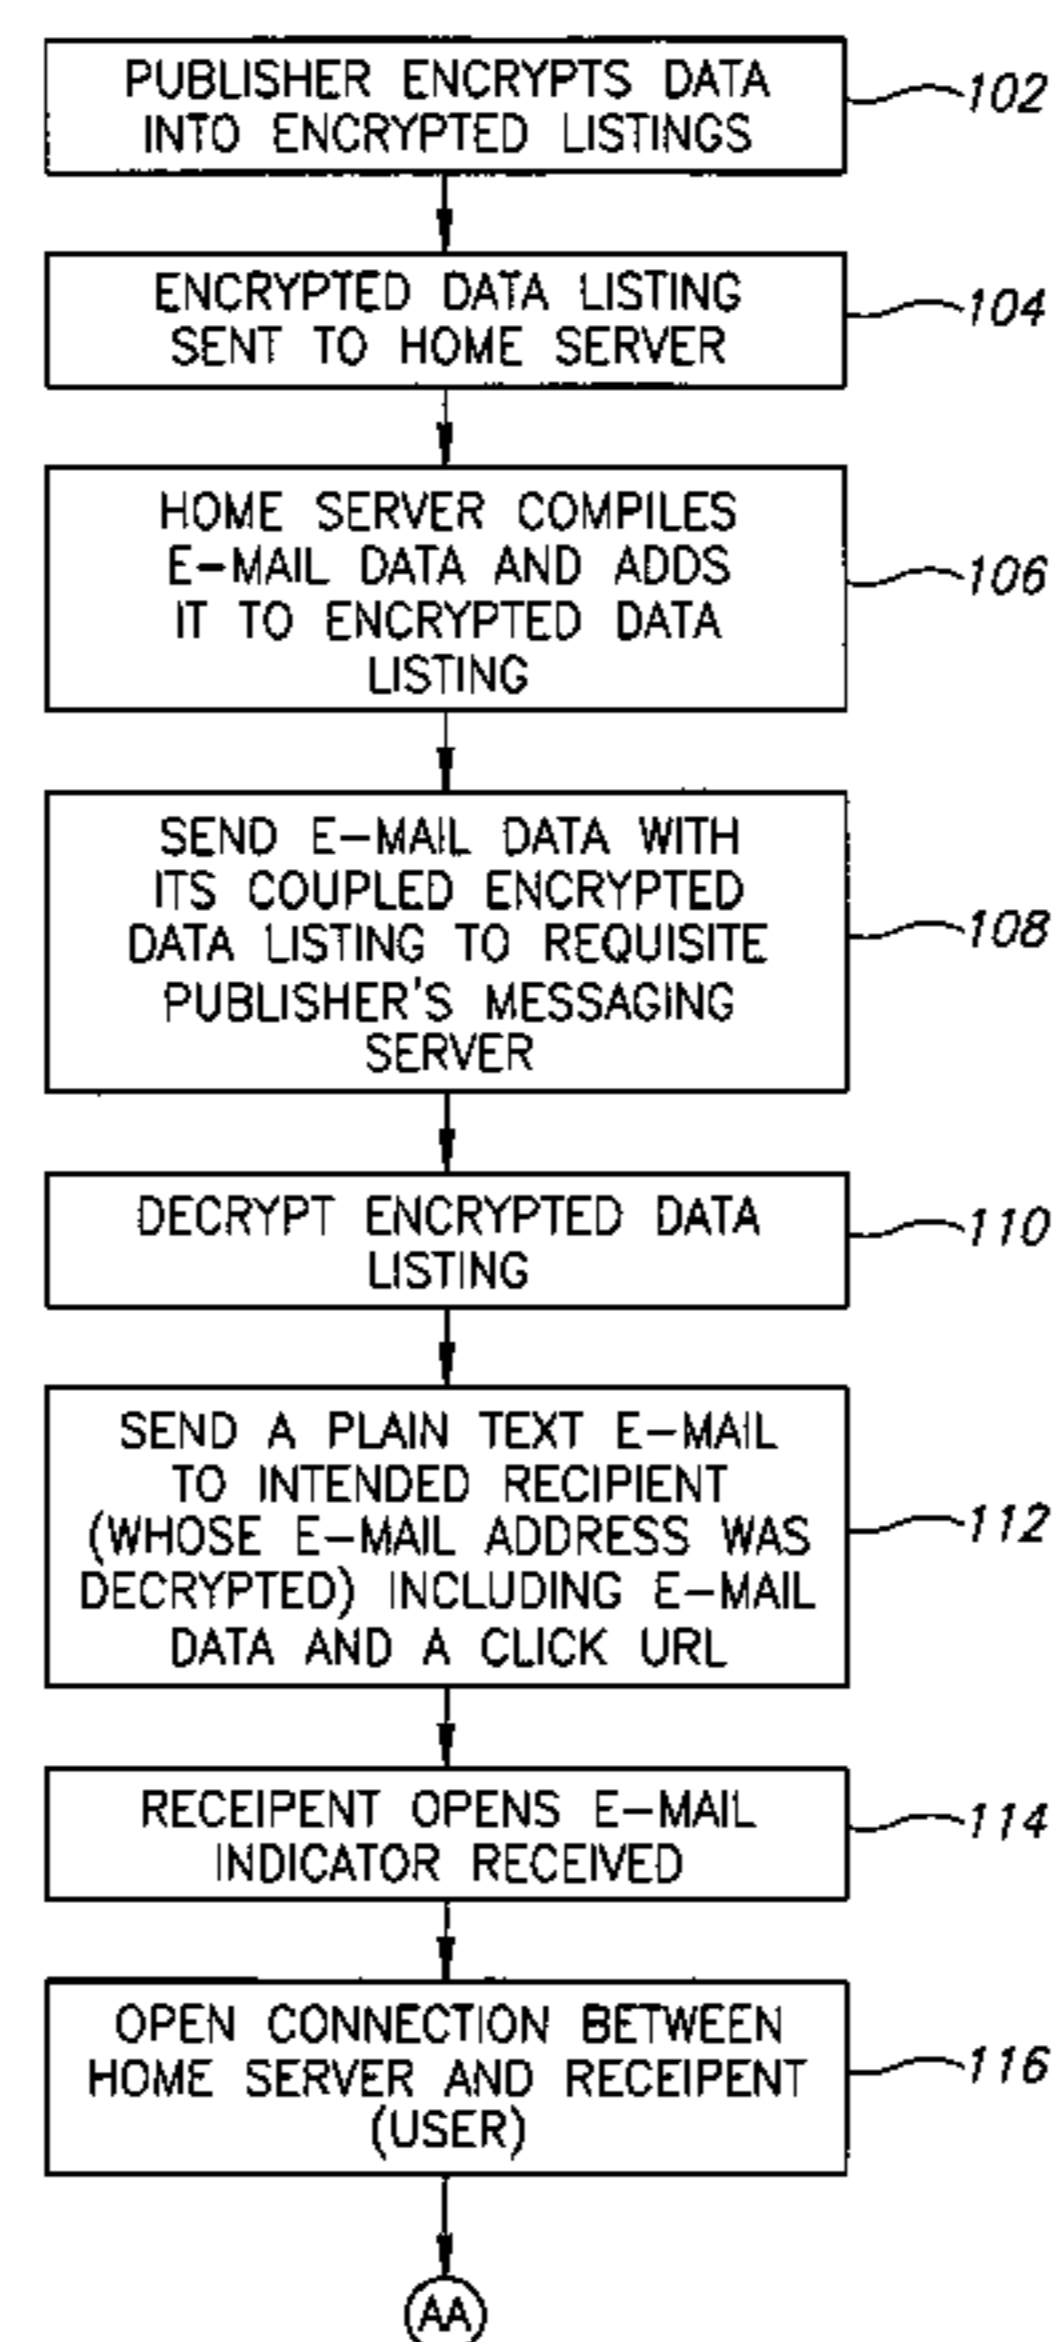 PUBLISHER ENCRYPTS DATA
INTO ENCRYPTED LISTINGS
102
ENCRYPTED DATA LISTING
SENT TO HOME SERVER
104
HOME SERVER COMPILES
E-MAIL DATA AND ADDS
IT TO ENCRYPTED DATA
LISTING
106
SEND E-MAIL DATA WITH
ITS COUPLED ENCRYPTED
DATA LISTING TO REQUISITE
PUBLISHER'S MESSAGING
SERVER
108
DECRYPT ENCRYPTED DATA
LISTING
110
SEND A PLAIN TEXT E-MAIL
TO INTENDED RECIPIENT
(WHOSE E-MAIL ADDRESS WAS
DECRYPTED) INCLUDING E-MAIL
DATA AND A CLICK URL
112
RECEIPENT OPENS E-MAIL
INDICATOR RECEIVED
114
OPEN CONNECTION BETWEEN
HOME SERVER AND RECEIPENT
(USER)
116
AA